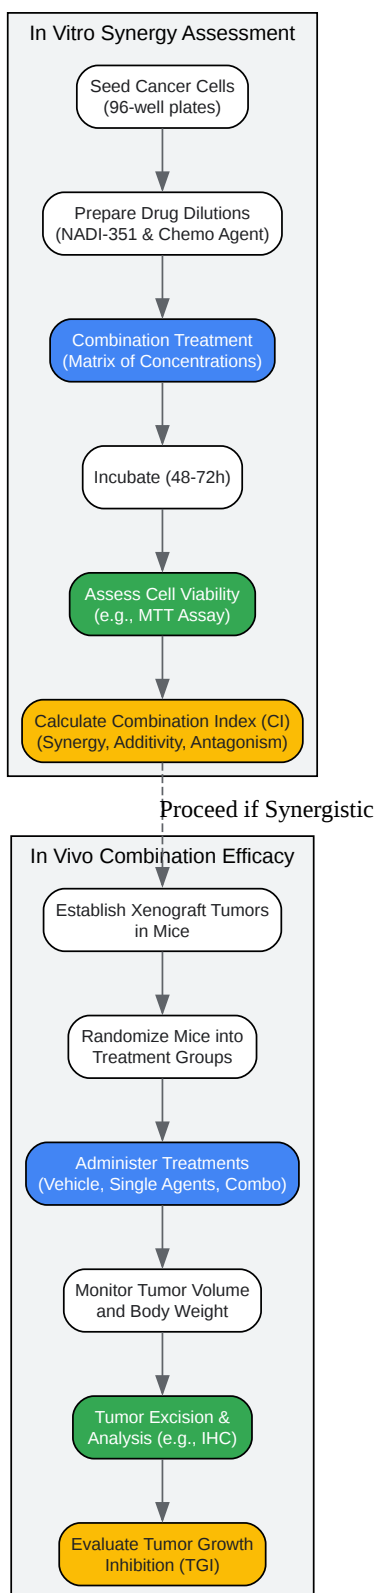 In Vitro Synergy Assessment
Seed Cancer Cells
(96-well plates)
Prepare Drug Dilutions
(NADI-351 & Chemo Agent)
Combination Treatment
(Matrix of Concentrations)
Incubate (48-72h)
Assess Cell Viability
(e.g., MTT Assay)
Calculate Combination Index (CI)
(Synergy, Additivity, Antagonism)
Proceed if Synergistic
In Vivo Combination Efficacy
Establish Xenograft Tumors
in Mice
Randomize Mice into
Treatment Groups
Administer Treatments
(Vehicle, Single Agents, Combo)
Monitor Tumor Volume
and Body Weight
Tumor Excision &
Analysis (e.g., IHC)
Evaluate Tumor Growth
Inhibition (TGI)